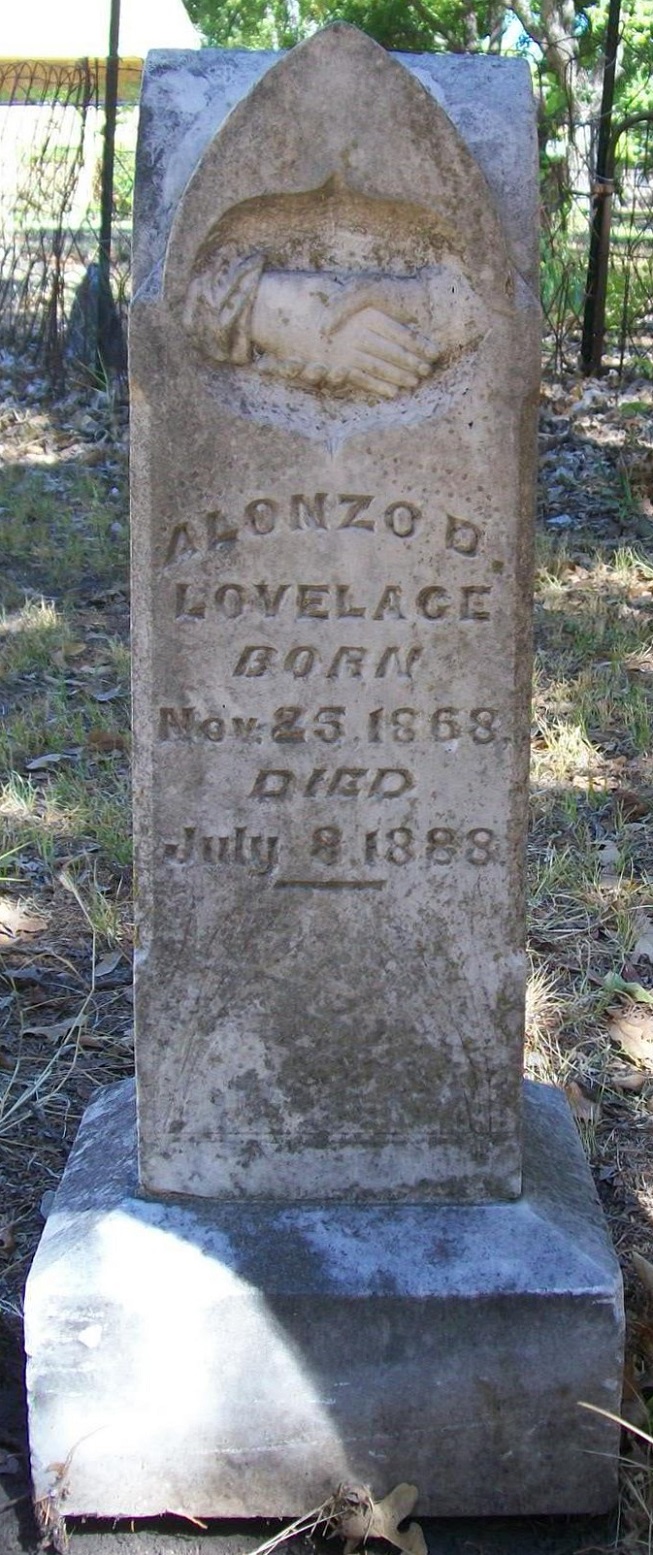 ALONZO D.
LOVELACE
BORN
Nov. 25, 1868.
DIED
July 8, 1888.